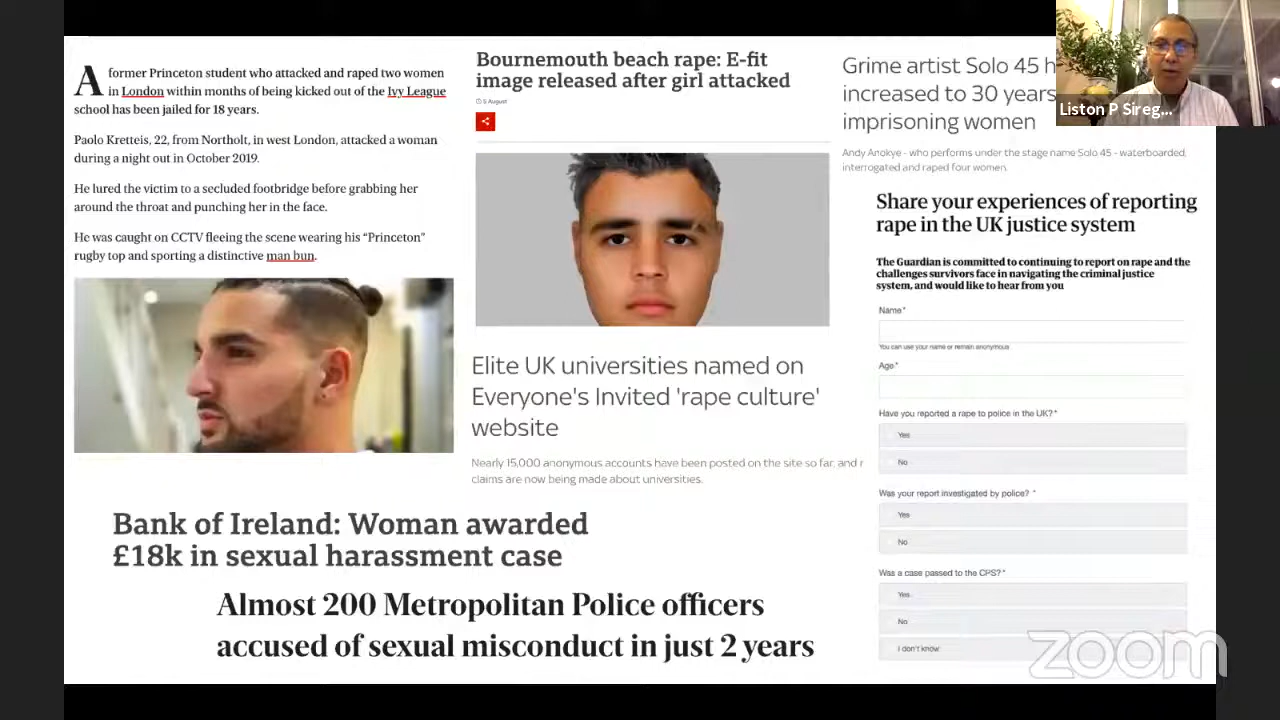 A former Princeton student who attacked and raped two women
in London within months of being kicked out of the Ivy League
school has been jailed for 18 years.
Paolo Kretteis, 22, from Northolt, in west London, attacked a woman
during a night out in October 2019.
He lured the victim to a secluded footbridge before grabbing her
around the throat and punching her in the face.
He was caught on CCTV fleeing the scene wearing his “Princeton”
rugby top and sporting a distinctive man bun.
Bournemouth beach rape: E-fit
image released after girl attacked
5 August
Elite UK universities named on
Everyone's Invited 'rape culture'
website
Nearly 15,000 anonymous accounts have been posted on the site so far, and
claims are now being made about universities.
Bank of Ireland: Woman awarded
£18k in sexual harassment case
Almost 200 Metropolitan Police officers
accused of sexual misconduct in just 2 years
Grime artist Solo 45
increased to 30 years
imprisoning women
Andy Anokye - who performs under the stage name Solo 45 - waterboarded,
interrogated and raped four women.
Share your experiences of reporting
rape in the UK justice system
The Guardian is committed to continuing to report on rape and the
challenges survivors face in navigating the criminal justice
system, and would like to hear from you
Name*
You can use your name or remain anonymous
Age*
Have you reported a rape to police in the UK?*
Yes
No
Was your report investigated by police? *
Yes
No
Was a case passed to the CPS?*
Yes
No
I don't know
Liston P Sireg...
zoom